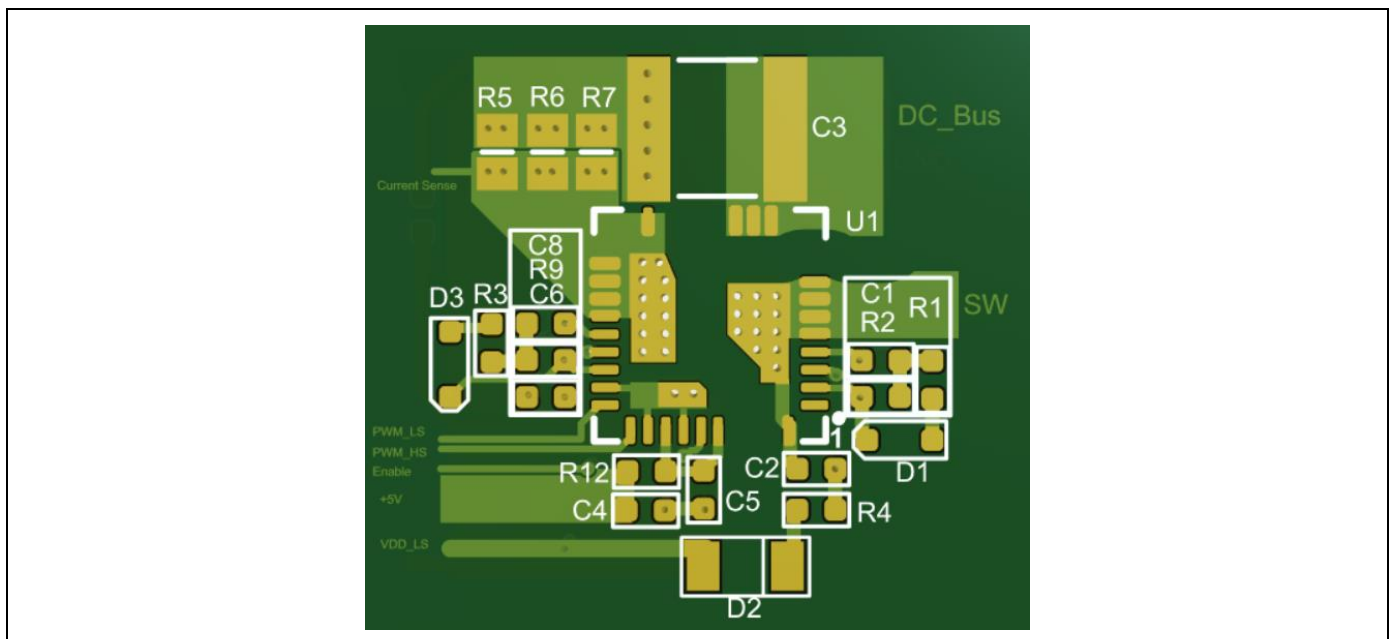 R5 R6 R7
C3
DC_Bus
Current Sense
U1
C8
R9
C6
D3
R3
C1
R2
R1
SW
PWM_LS
PWM_HS
Enable
+5V
VDD_LS
1
R12
C4
C5
C2
R4
D1
D2